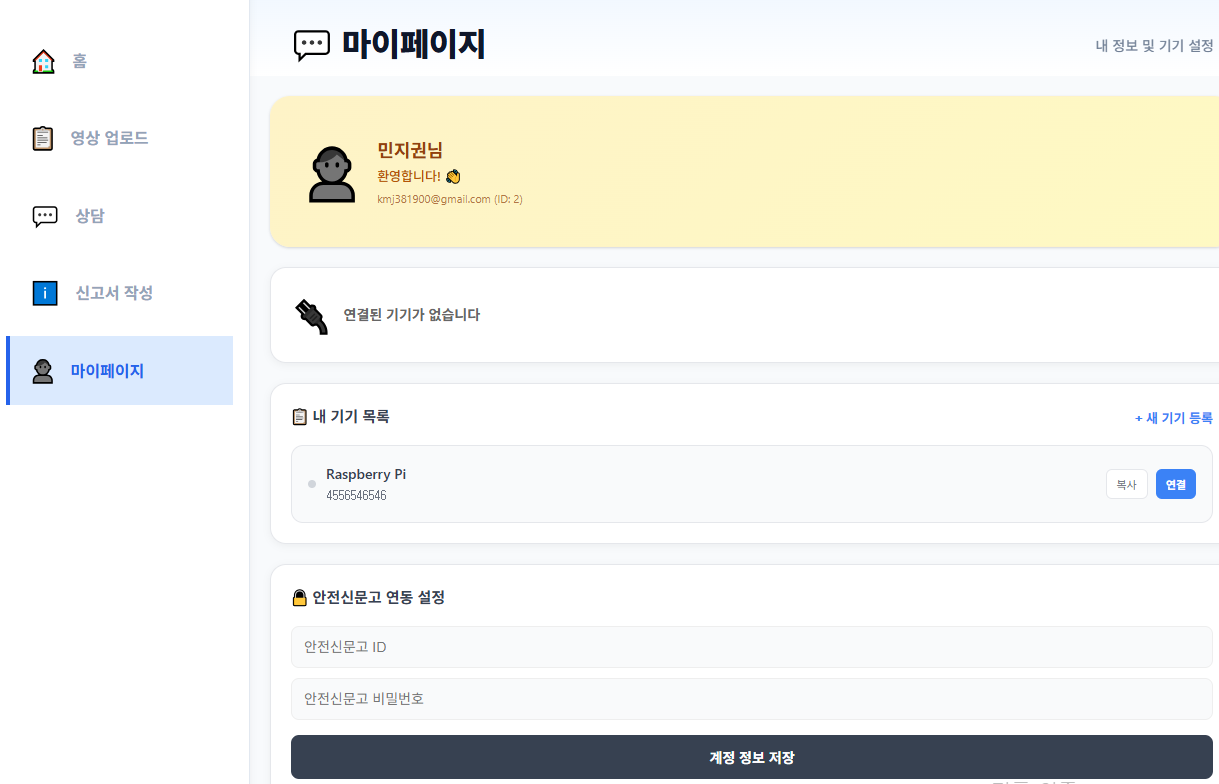 홈
영상 업로드
상담
신고서 작성
마이페이지
마이페이지
내 정보 및 기기 설정
민지권님
환영합니다! 👋
kmj381900@gmail.com (ID: 2)
연결된 기기가 없습니다
내 기기 목록
+ 새 기기 등록
Raspberry Pi
4556546546
복사
연결
안전신문고 연동 설정
안전신문고 ID
안전신문고 비밀번호
계정 정보 저장